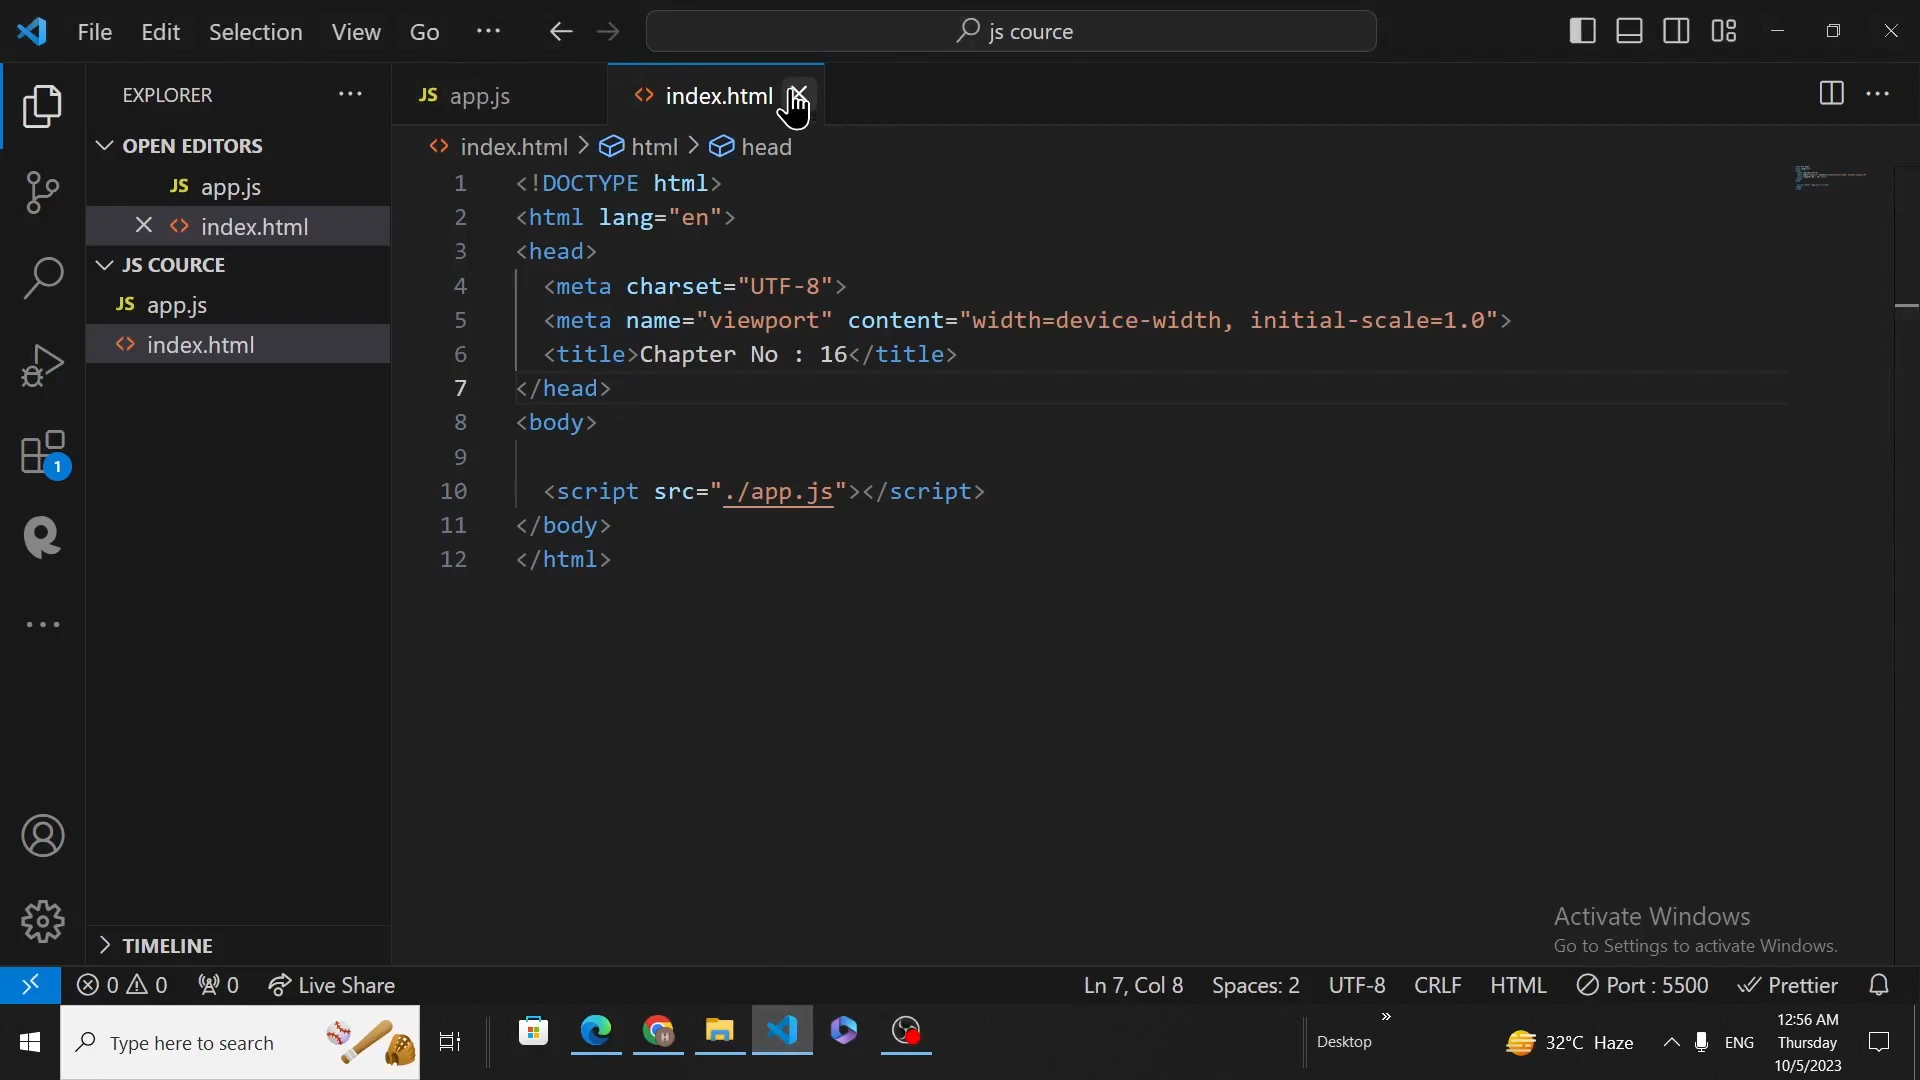 File Edit Selection View Go ··· js cource
EXPLORER ···
JS app.js
<> index.html
OPEN EDITORS
<> index.html > html > head
JS app.js
<> index.html
JS COURCE
JS app.js
<> index.html
1 <!DOCTYPE html>
2 <html lang="en">
3 <head>
4 <meta charset="UTF-8">
5 <meta name="viewport" content="width=device-width, initial-scale=1.0">
6 <title>Chapter No : 16</title>
7 </head>
8 <body>
9
10 <script src="./app.js"></script>
11 </body>
12 </html>
1
Activate Windows
Go to Settings to activate Windows.
TIMELINE
0 0 0 Live Share Ln 7, Col 8 Spaces: 2 UTF-8 CRLF HTML Port : 5500 Prettier
Type here to search
H
Desktop
»
32°C Haze
ENG
12:56 AM
Thursday
10/5/2023